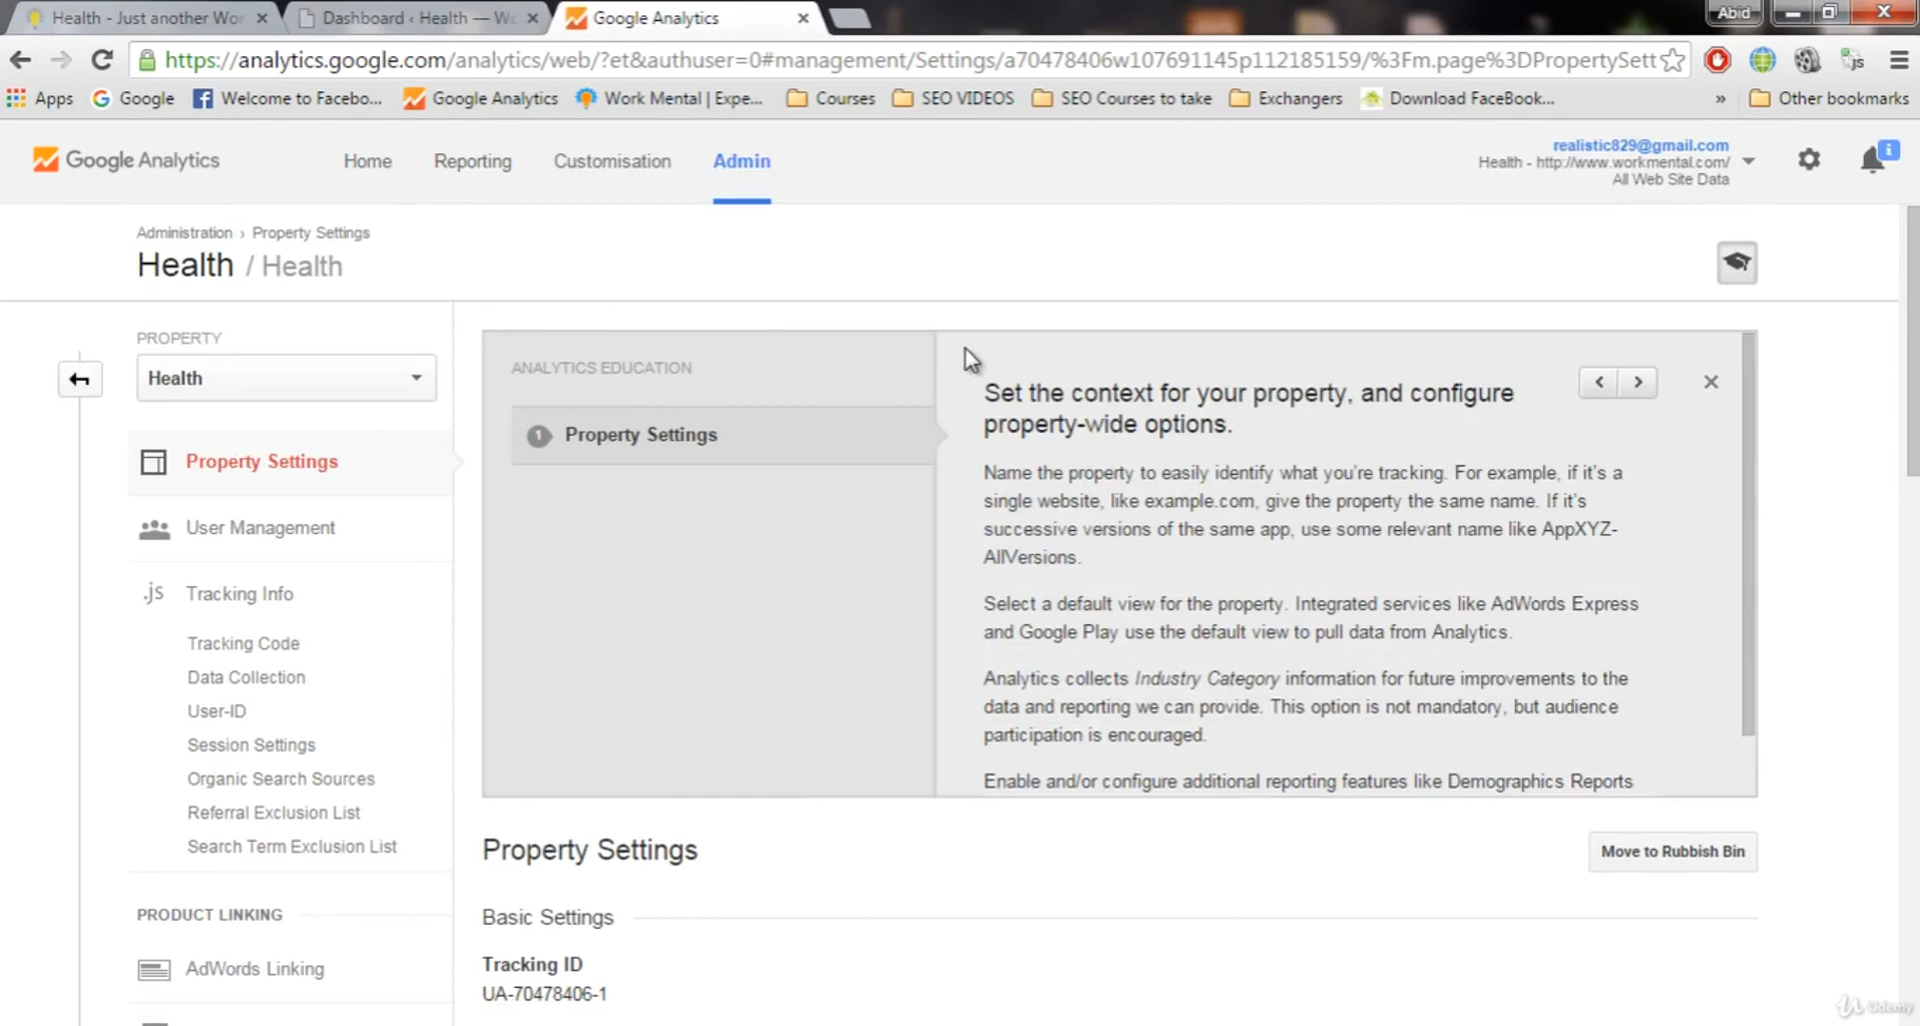 Health - Just another Wor
Dashboard ‹ Health — Wo
Google Analytics
Abid
https://analytics.google.com/analytics/web/?et&authuser=0#management/Settings/a70478406w107691145p112185159/%3Fm.page%3DPropertySett
Apps
Google
Welcome to Facebo...
Google Analytics
Work Mental | Expe...
Courses
SEO VIDEOS
SEO Courses to take
Exchangers
Download FaceBook...
»
Other bookmarks
Google Analytics
Home
Reporting
Customisation
Admin
realistic829@gmail.com
Health - http://www.workmental.com/
All Web Site Data
Administration › Property Settings
Health / Health
PROPERTY
Health
Property Settings
User Management
.js Tracking Info
Tracking Code
Data Collection
User-ID
Session Settings
Organic Search Sources
Referral Exclusion List
Search Term Exclusion List
PRODUCT LINKING
AdWords Linking
ANALYTICS EDUCATION
1 Property Settings
Set the context for your property, and configure
property-wide options.
Name the property to easily identify what you're tracking. For example, if it's a
single website, like example.com, give the property the same name. If it's
successive versions of the same app, use some relevant name like AppXYZ-
AllVersions.
Select a default view for the property. Integrated services like AdWords Express
and Google Play use the default view to pull data from Analytics.
Analytics collects Industry Category information for future improvements to the
data and reporting we can provide. This option is not mandatory, but audience
participation is encouraged.
Enable and/or configure additional reporting features like Demographics Reports
Property Settings
Move to Rubbish Bin
Basic Settings
Tracking ID
UA-70478406-1
Udemy